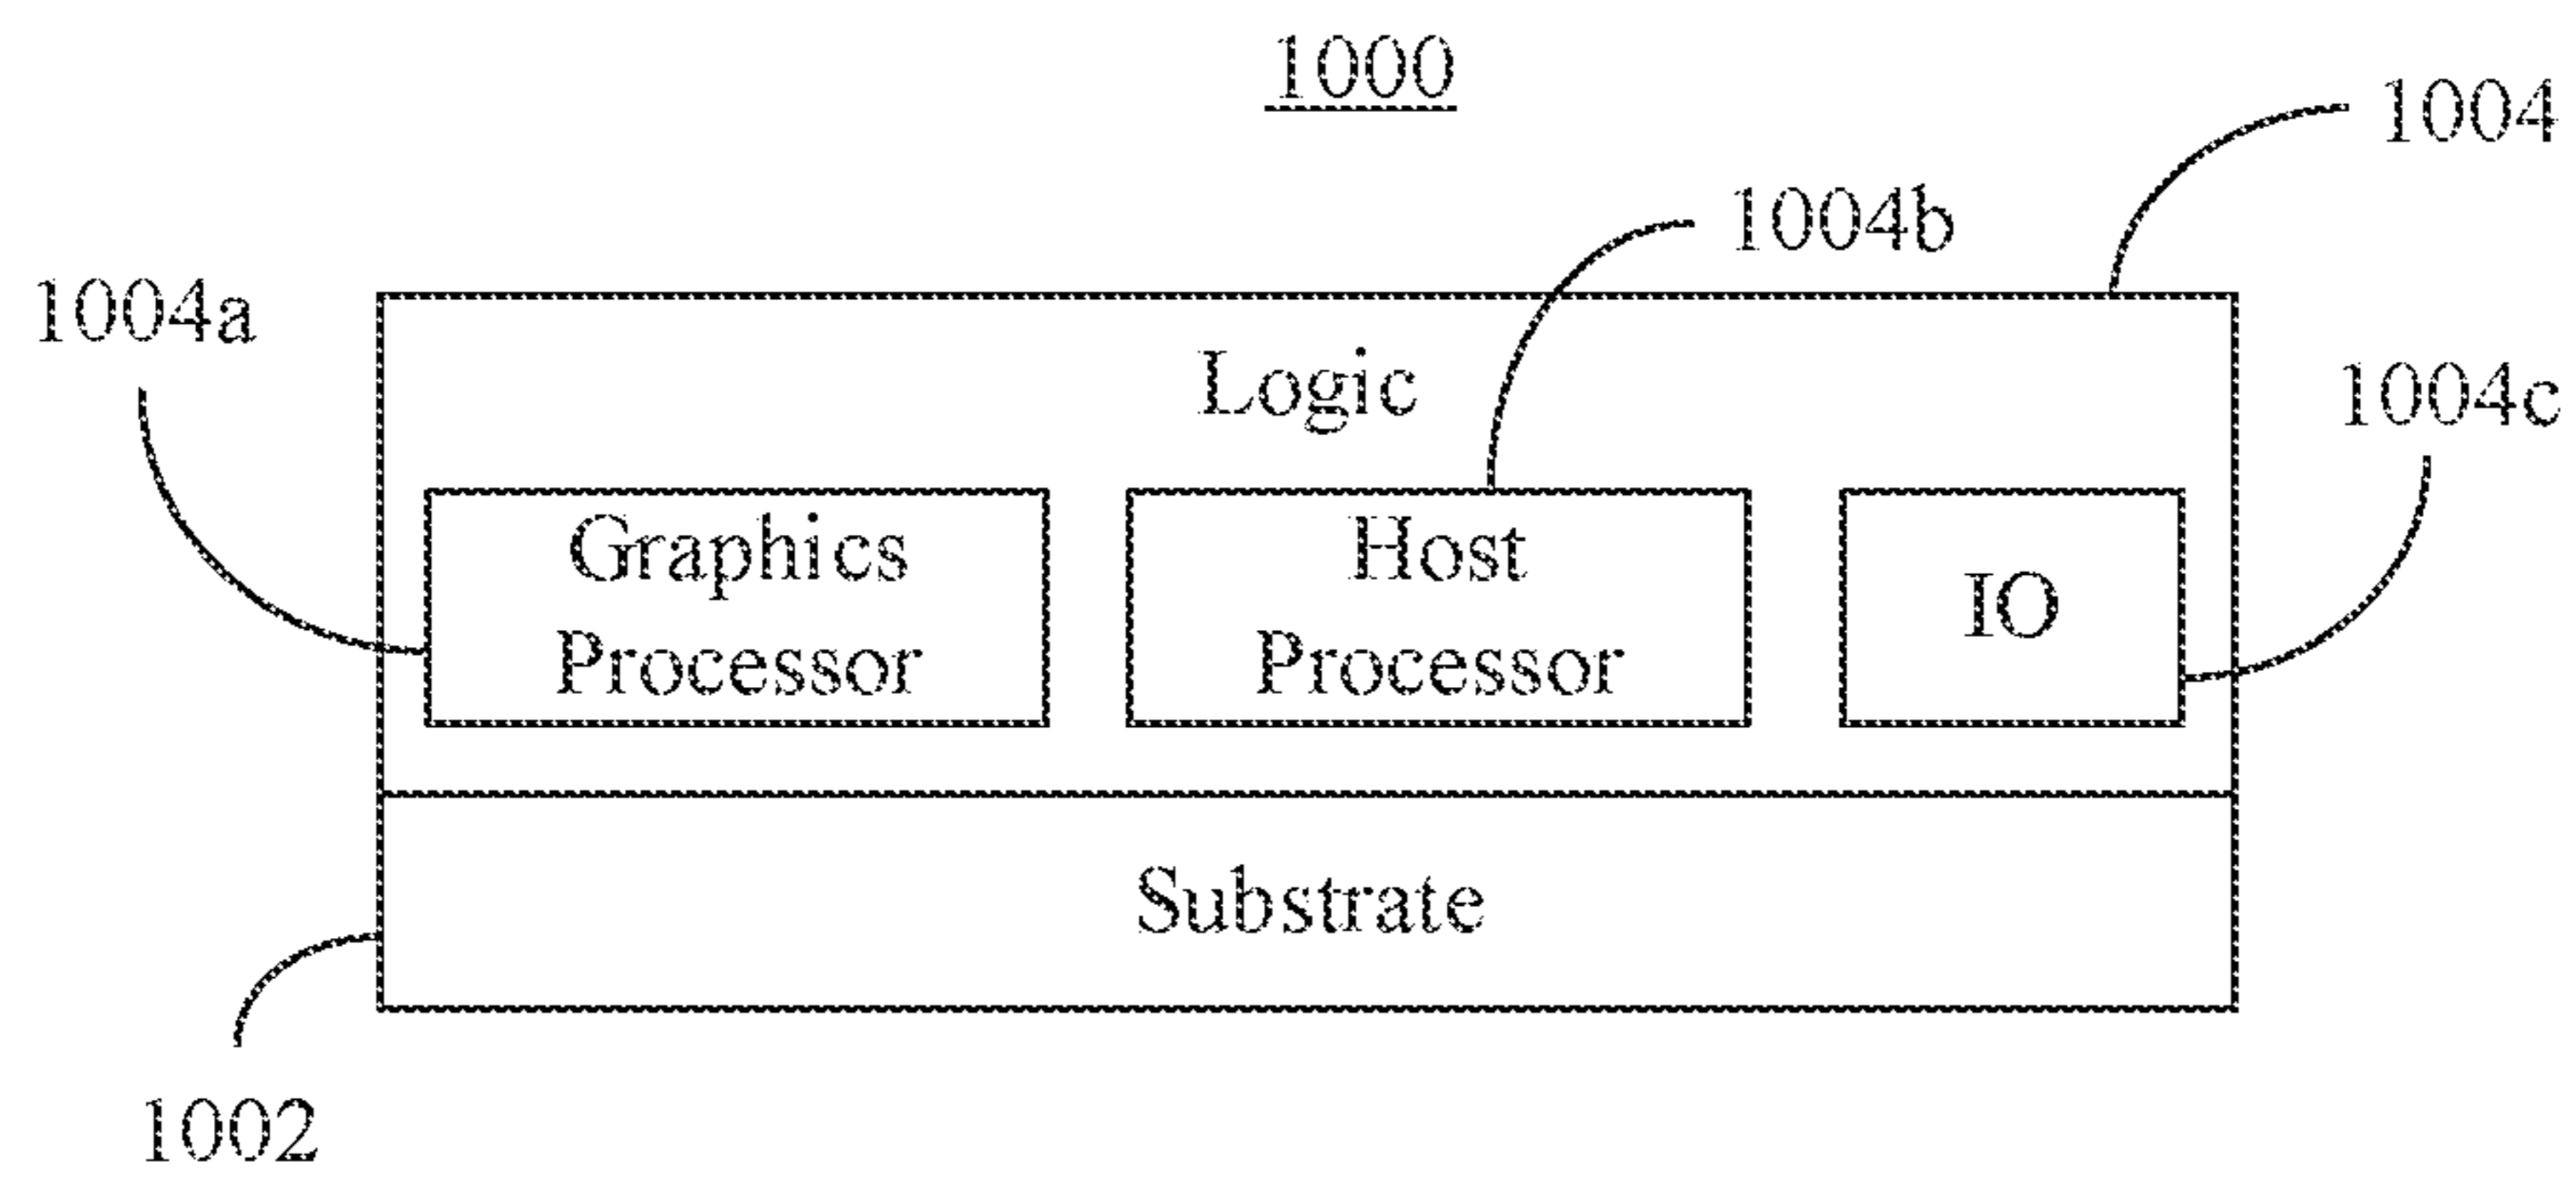 1000
1004
1004b
1004a
Logic
1004c
Graphics
Processor
Host
Processor
IO
Substrate
1002